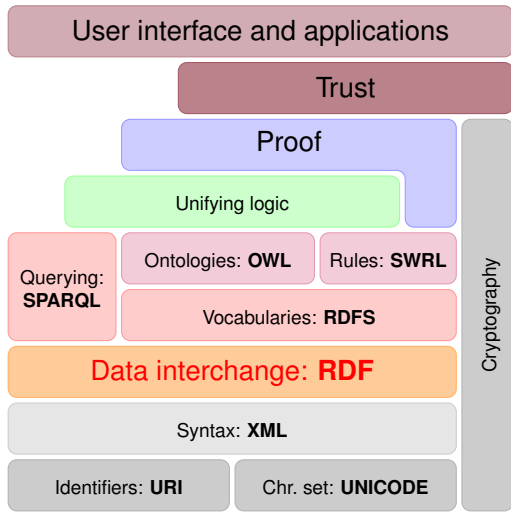 User interface and applications
Trust
Proof
Unifying logic
Ontologies: OWL
Rules: SWRL
Querying:
SPARQL
Vocabularies: RDFS
Cryptography
Data interchange: RDF
Syntax: XML
Identifiers: URI
Chr. set: UNICODE